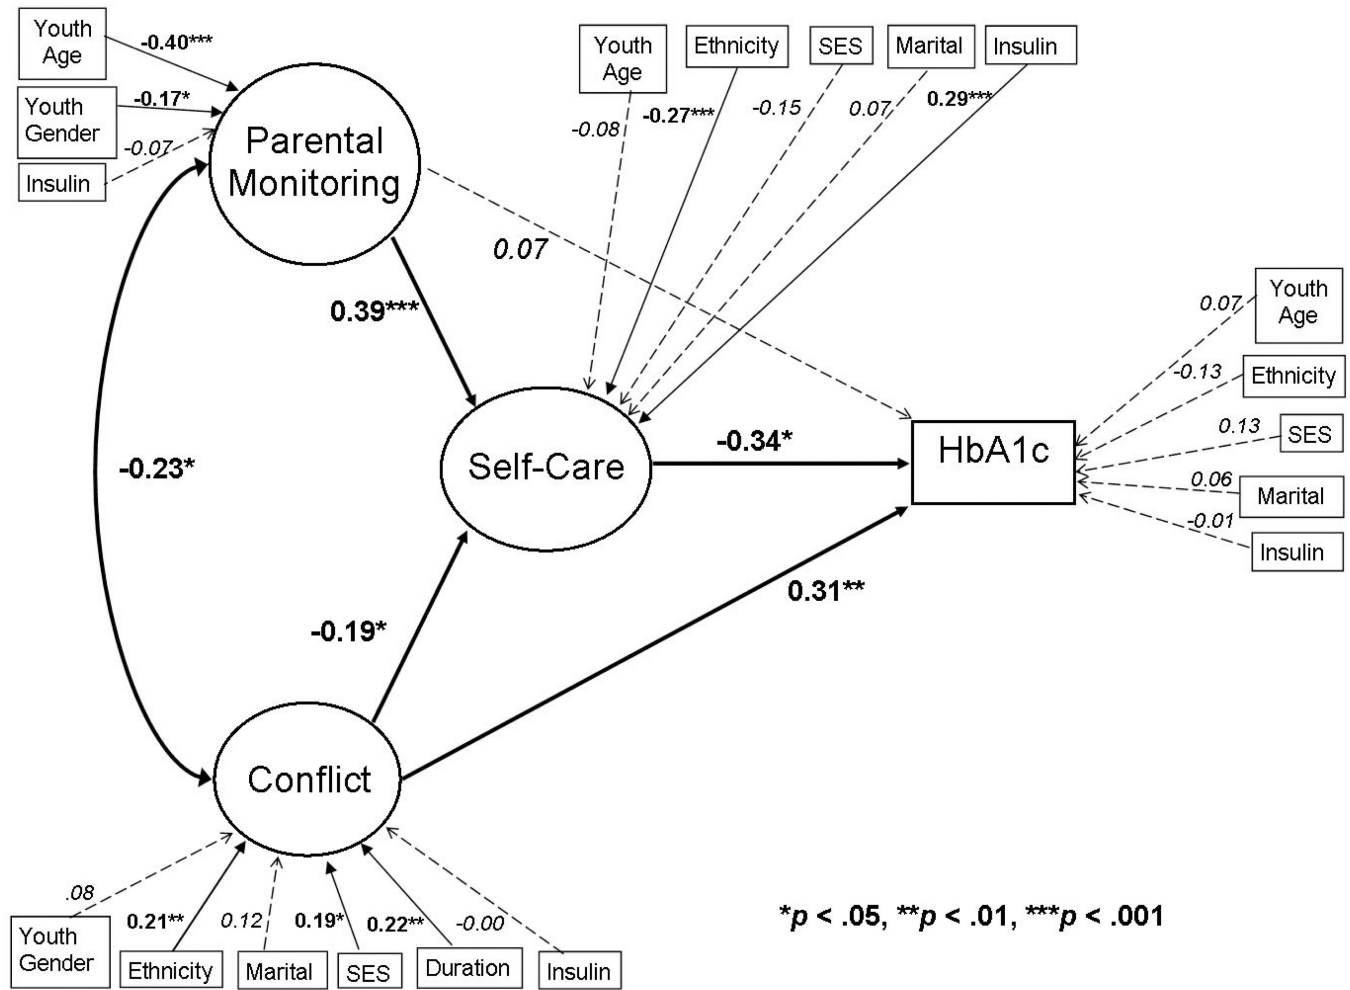 Youth
Age
-0.40***
Youth
Gender
-0.17*
Insulin
-0.07
Parental
Monitoring
Youth
Age
Ethnicity
SES
Marital
Insulin
-0.08
-0.27***
-0.15
0.07
0.29***
0.07
0.39***
-0.23*
Self-Care
-0.34*
HbA1c
0.07
Youth
Age
-0.13
Ethnicity
0.13
SES
0.06
Marital
-0.01
Insulin
-0.19*
0.31**
Conflict
.08
0.21**
0.12
0.19*
0.22**
-0.00
Youth
Gender
Ethnicity
Marital
SES
Duration
Insulin
*p < .05, **p < .01, ***p < .001